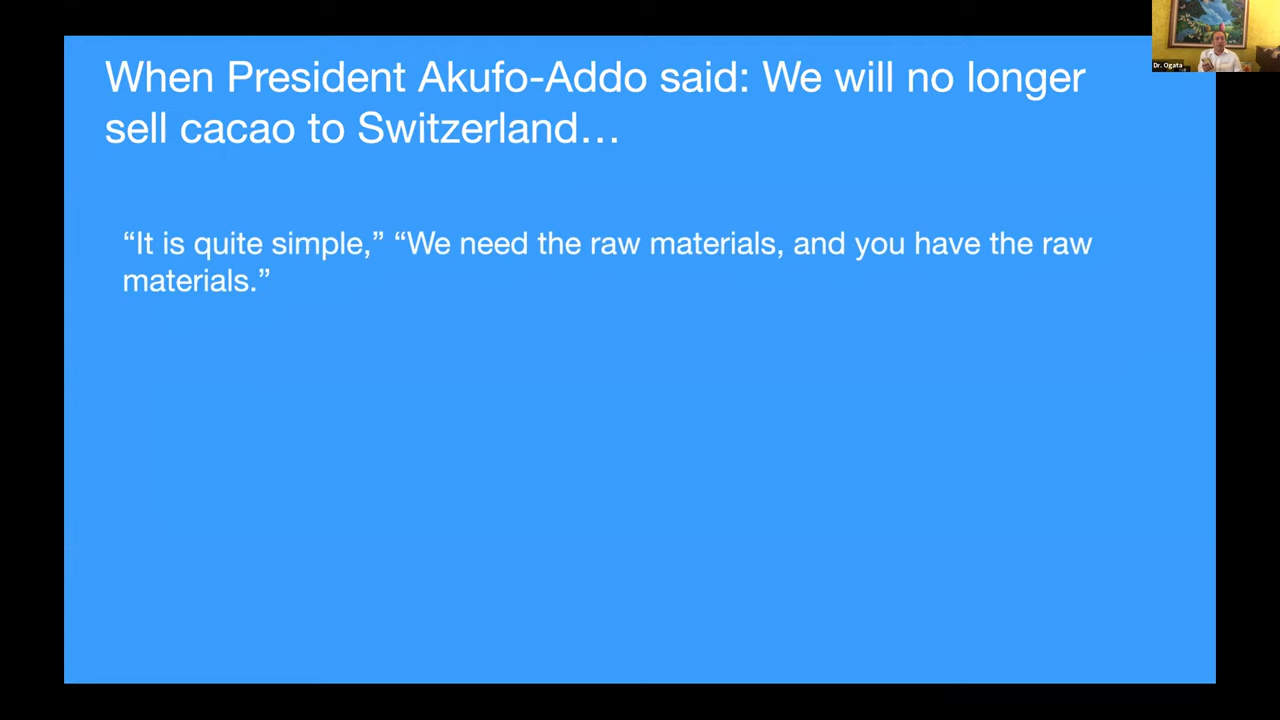 When President Akufo-Addo said: We will no longer
sell cacao to Switzerland…
“It is quite simple,” “We need the raw materials, and you have the raw
materials.”
Dr. Ogata